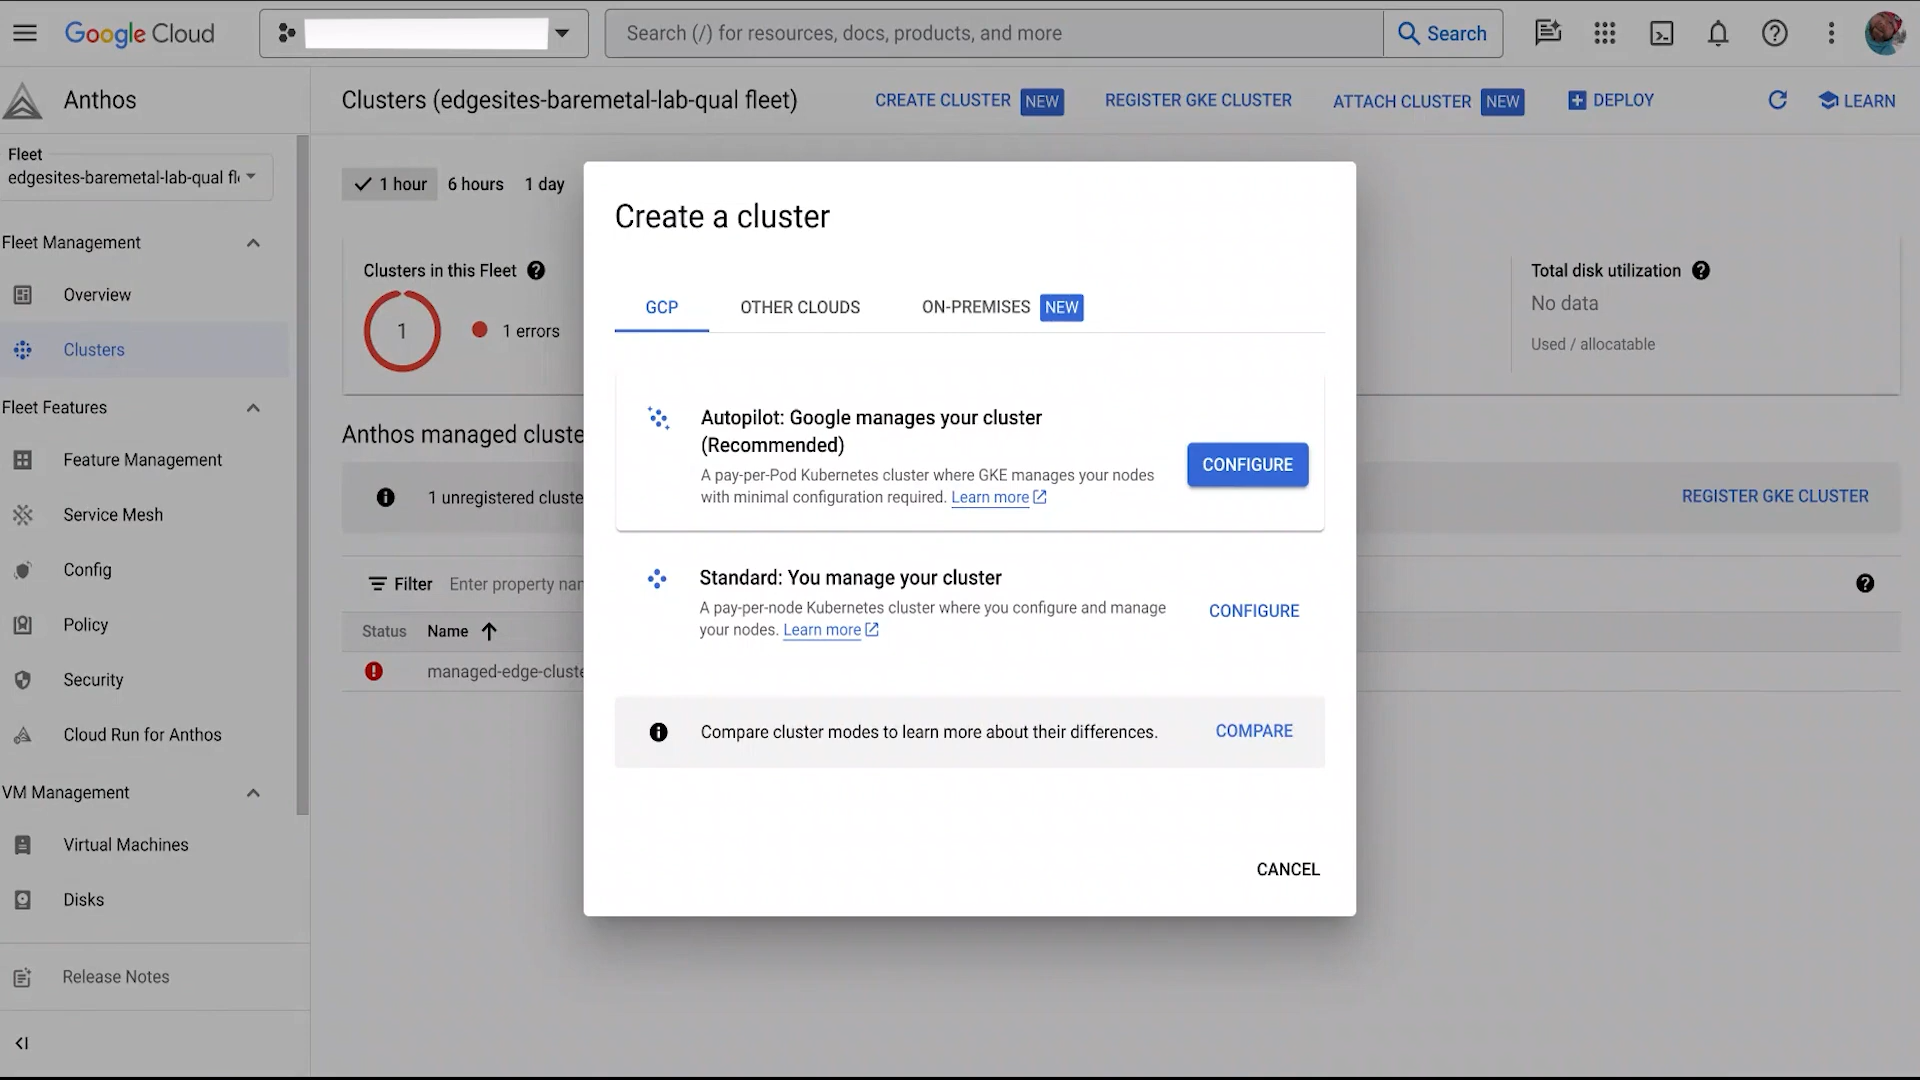 Google Cloud
Search (/) for resources, docs, products, and more
Search
Anthos
Clusters (edgesites-baremetal-lab-qual fleet)
CREATE CLUSTER NEW
REGISTER GKE CLUSTER
ATTACH CLUSTER NEW
DEPLOY
LEARN
Fleet
edgesites-baremetal-lab-qual fl
Fleet Management
Overview
Clusters
Fleet Features
Feature Management
Service Mesh
Config
Policy
Security
Cloud Run for Anthos
VM Management
Virtual Machines
Disks
Release Notes
1 hour 6 hours 1 day
Clusters in this Fleet
1
1 errors
Total disk utilization
No data
Used / allocatable
Anthos managed cluste
1 unregistered cluste
REGISTER GKE CLUSTER
Filter Enter property nar
Status Name
managed-edge-cluste
Create a cluster
GCP OTHER CLOUDS ON-PREMISES NEW
Autopilot: Google manages your cluster
(Recommended)
A pay-per-Pod Kubernetes cluster where GKE manages your nodes
with minimal configuration required. Learn more
CONFIGURE
Standard: You manage your cluster
A pay-per-node Kubernetes cluster where you configure and manage
your nodes. Learn more
CONFIGURE
Compare cluster modes to learn more about their differences.
COMPARE
CANCEL